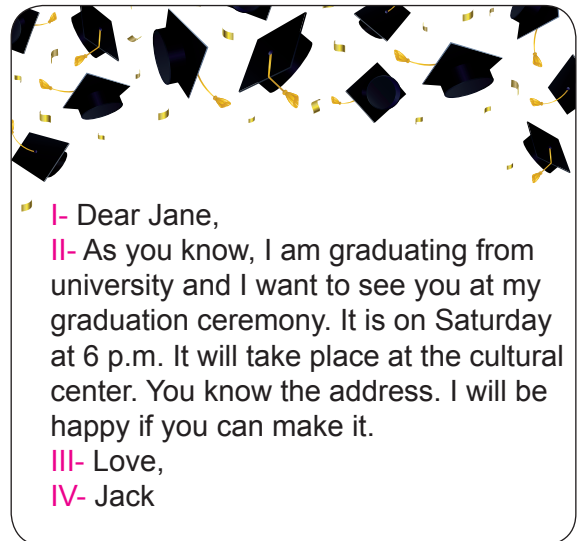 I- Dear Jane,
II- As you know, I am graduating from
university and I want to see you at my
graduation ceremony. It is on Saturday
at 6 p.m. It will take place at the cultural
center. You know the address. I will be
happy if you can make it.
III- Love,
IV- Jack